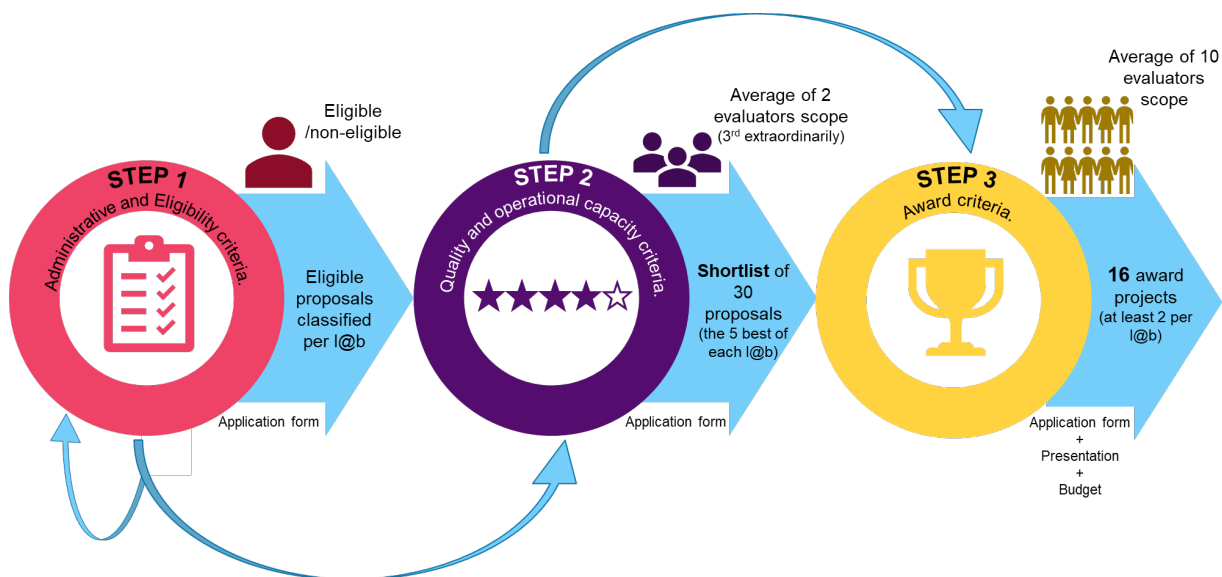 STEP 1
Administrative and Eligibility criteria.
Eligible
/non-eligible
Eligible
proposals
classified
per l@b
Application form
STEP 2
Quality and operational capacity criteria.
Average of 2
evaluators scope
(3rd extraordinarily)
Shortlist of
30
proposals
(the 5 best of
each l@b)
Application form
STEP 3
Award criteria.
Average of 10
evaluators
scope
16 award
projects
(at least 2 per
l@b)
Application form
+
Presentation
+
Budget